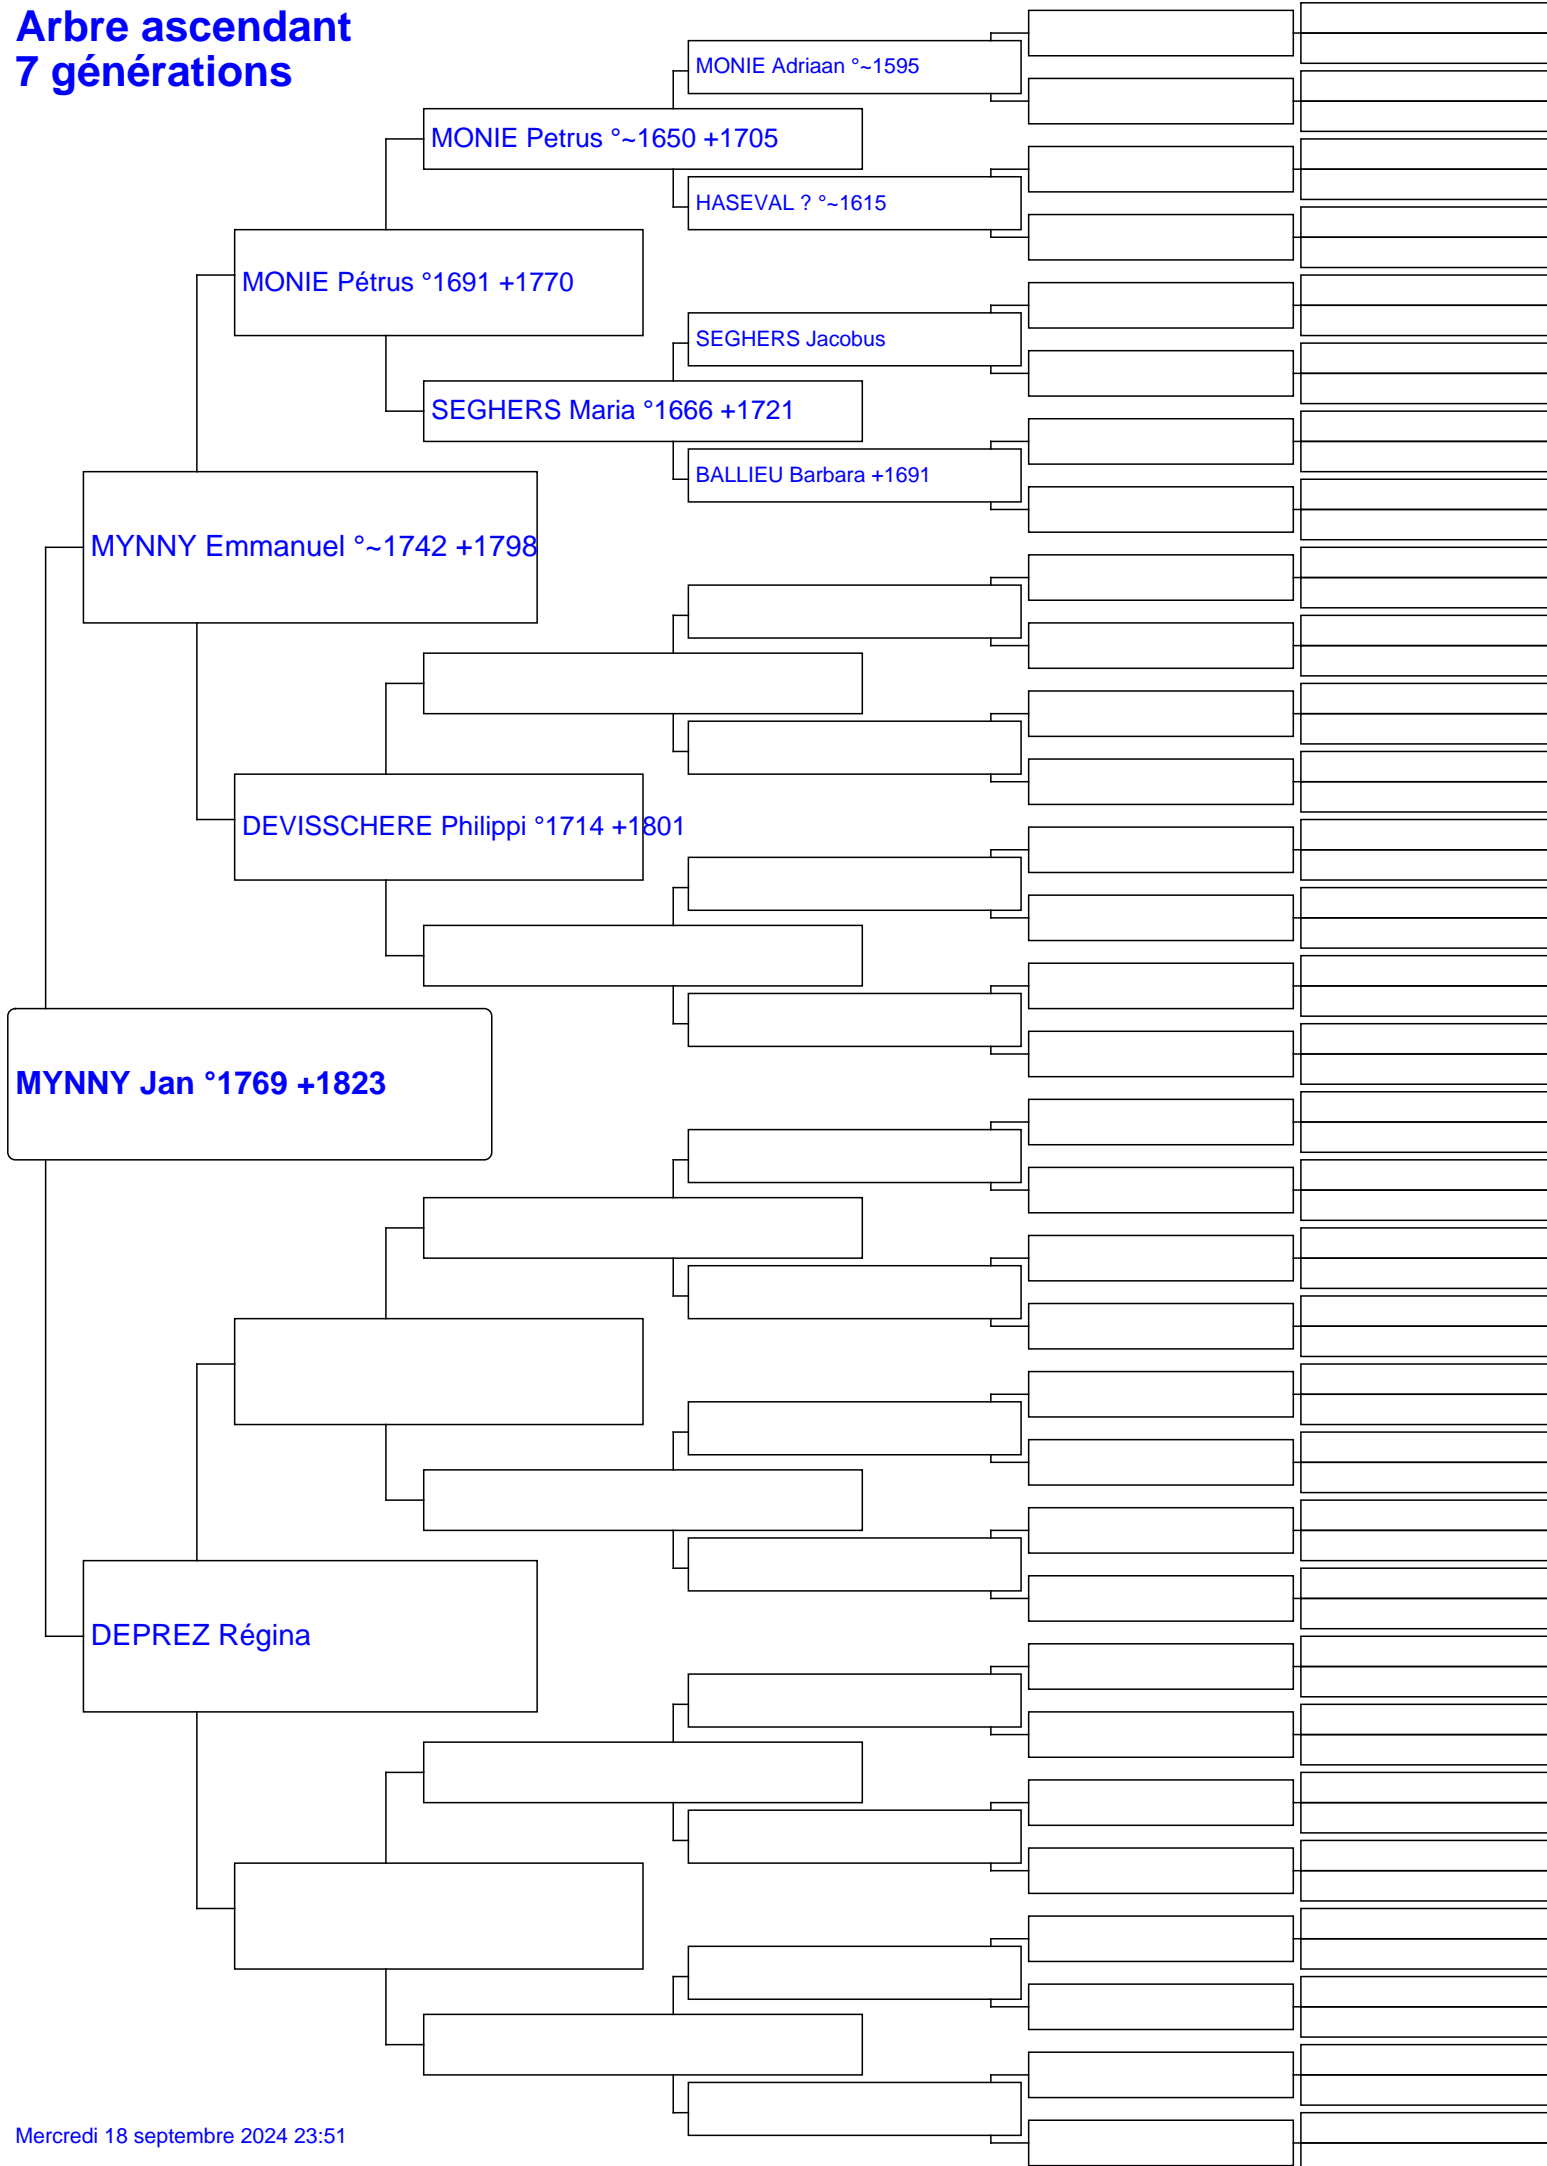 Arbre ascendant
7 générations
MONIE Adriaan °~1595
MONIE Petrus °~1650 +1705
HASEVAL ? °~1615
MONIE Pétrus °1691 +1770
SEGHERS Jacobus
SEGHERS Maria °1666 +1721
BALLIEU Barbara +1691
MYNNY Emmanuel °~1742 +1798
DEVISSCHERE Philippi °1714 +1801
MYNNY Jan °1769 +1823
DEPREZ Régina
Mercredi 18 septembre 2024 23:51